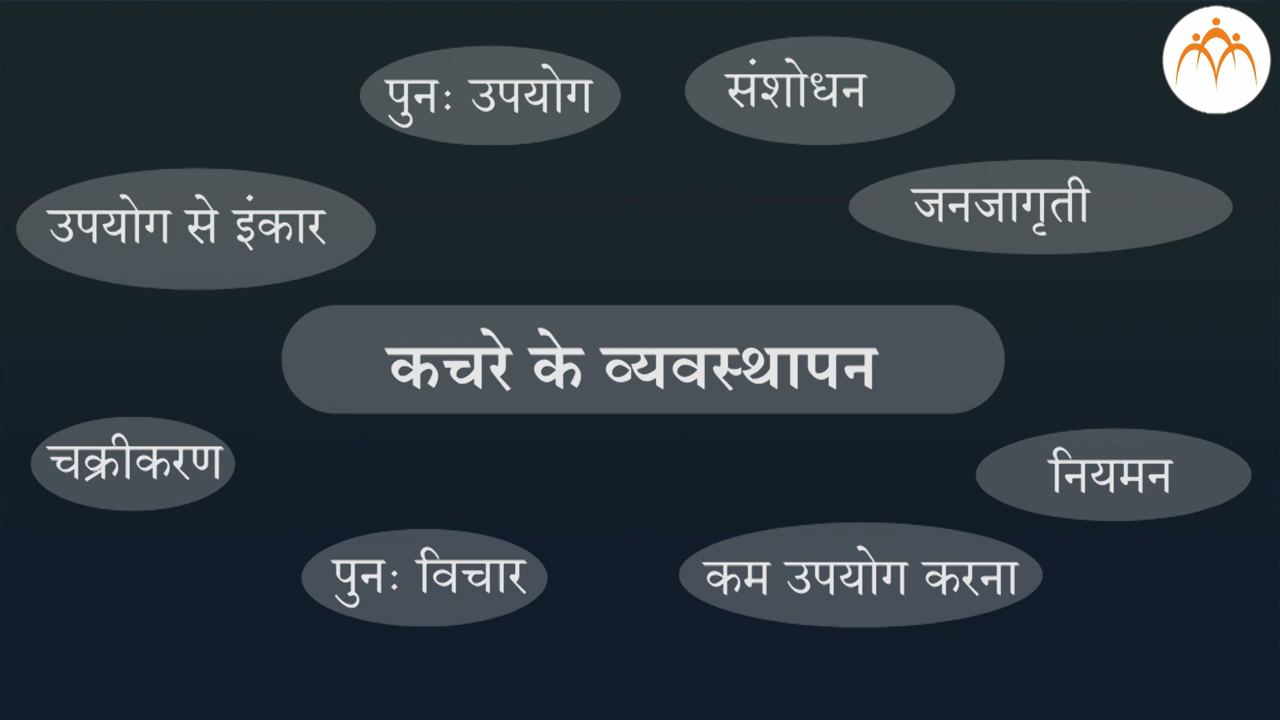 पुनः उपयोग
संशोधन
उपयोग से इंकार
जनजागृती
कचरे के व्यवस्थापन
चक्रीकरण
नियमन
पुनः विचार
कम उपयोग करना